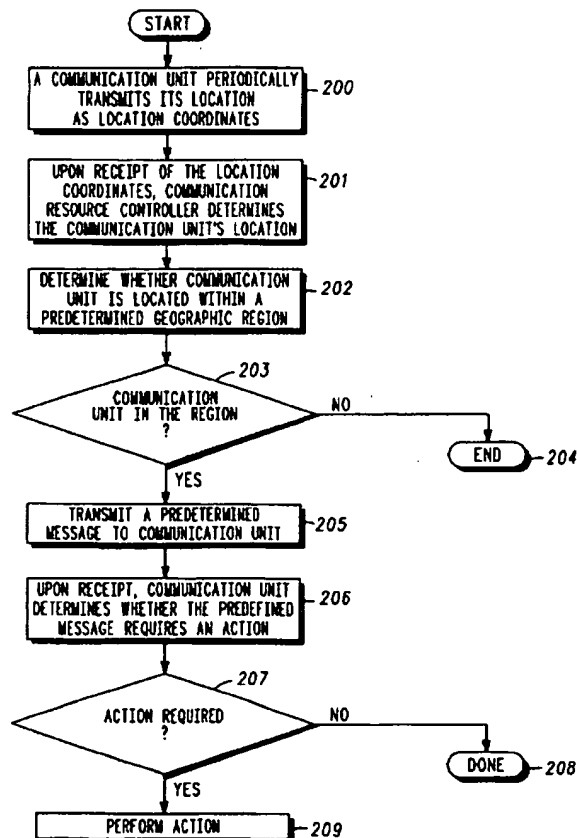 START
A COMMUNICATION UNIT PERIODICALLY
TRANSMITS ITS LOCATION
AS LOCATION COORDINATES
200
UPON RECEIPT OF THE LOCATION
COORDINATES, COMMUNICATION
RESOURCE CONTROLLER DETERMINES
THE COMMUNICATION UNIT'S LOCATION
201
DETERMINE WHETHER COMMUNICATION
UNIT IS LOCATED WITHIN A
PREDETERMINED GEOGRAPHIC REGION
202
203
COMMUNICATION
UNIT IN THE REGION
?
NO
END
204
YES
TRANSMIT A PREDETERMINED
MESSAGE TO COMMUNICATION UNIT
205
UPON RECEIPT, COMMUNICATION UNIT
DETERMINES WHETHER THE PREDEFINED
MESSAGE REQUIRES AN ACTION
206
207
ACTION REQUIRED
?
NO
DONE
208
YES
PERFORM ACTION
209